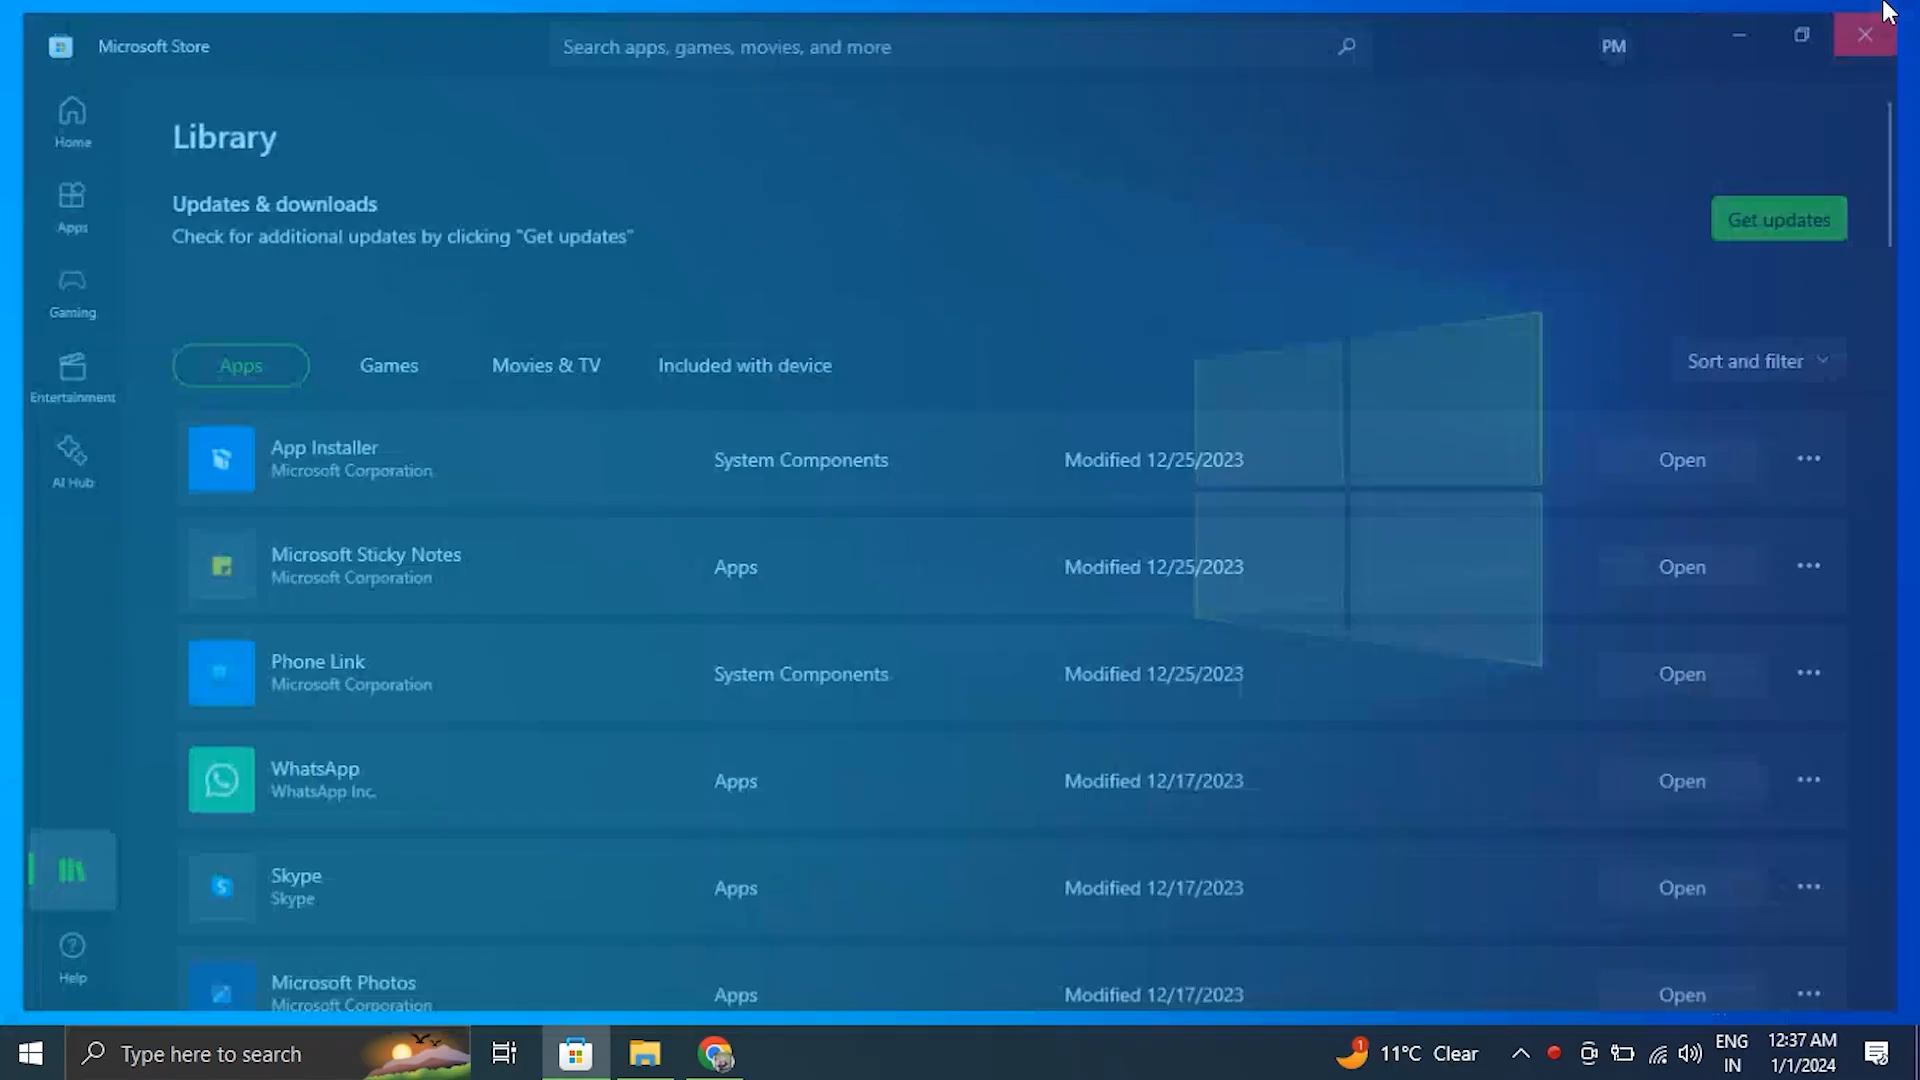 Microsoft Store
Search apps, games, movies, and more
PM
Home
Library
Apps
Updates & downloads
Check for additional updates by clicking "Get updates"
Get updates
Gaming
Entertainment
AI Hub
Help
Apps
Games
Movies & TV
Included with device
Sort and filter
App Installer
Microsoft Corporation
System Components
Modified 12/25/2023
Open
Microsoft Sticky Notes
Microsoft Corporation
Apps
Modified 12/25/2023
Open
Phone Link
Microsoft Corporation
System Components
Modified 12/25/2023
Open
WhatsApp
WhatsApp Inc.
Apps
Modified 12/17/2023
Open
Skype
Skype
Apps
Modified 12/17/2023
Open
Microsoft Photos
Microsoft Corporation
Apps
Modified 12/17/2023
Open
Type here to search
1
11°C Clear
ENG
IN
12:37 AM
1/1/2024